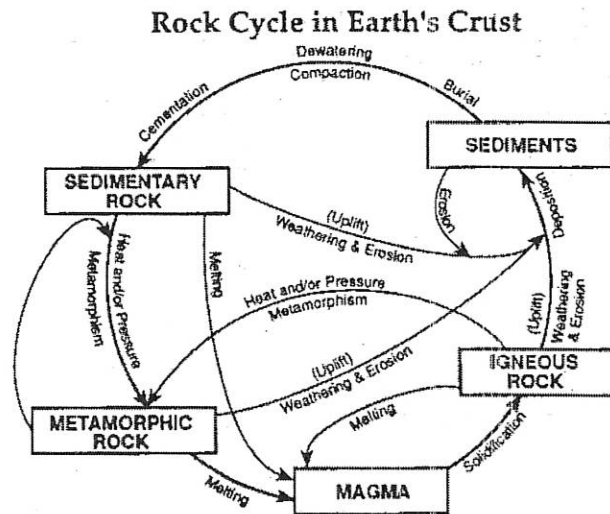 Rock Cycle in Earth's Crust
Dewatering
Compaction
Cementation
Burial
SEDIMENTS
SEDIMENTARY
ROCK
Erosion
Deposition
(Uplift)
Weathering & Erosion
Heat and/or Pressure
Metamorphism
Melting
Heat and/or Pressure
Metamorphism
(Uplift)
Weathering
& Erosion
(Uplift)
Weathering & Erosion
IGNEOUS
ROCK
METAMORPHIC
ROCK
Melting
Solidification
Melting
MAGMA